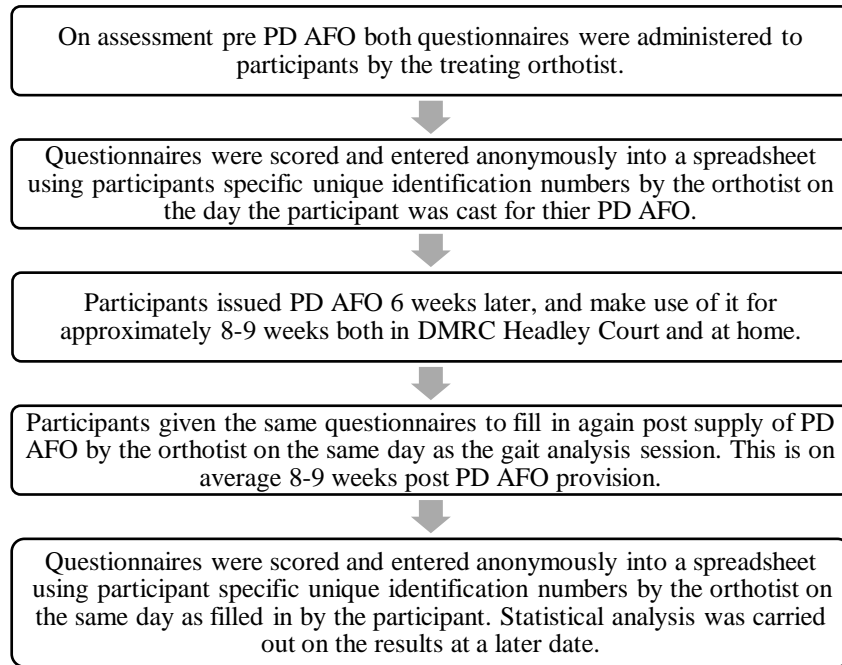 On assessment pre PD AFO both questionnaires were administered to
participants by the treating orthotist.
Questionnaires were scored and entered anonymously into a spreadsheet
using participants specific unique identification numbers by the orthotist on
the day the participant was cast for thier PD AFO.
Participants issued PD AFO 6 weeks later, and make use of it for
approximately 8-9 weeks both in DMRC Headley Court and at home.
Participants given the same questionnaires to fill in again post supply of PD
AFO by the orthotist on the same day as the gait analysis session. This is on
average 8-9 weeks post PD AFO provision.
Questionnaires were scored and entered anonymously into a spreadsheet
using participant specific unique identification numbers by the orthotist on
the same day as filled in by the participant. Statistical analysis was carried
out on the results at a later date.